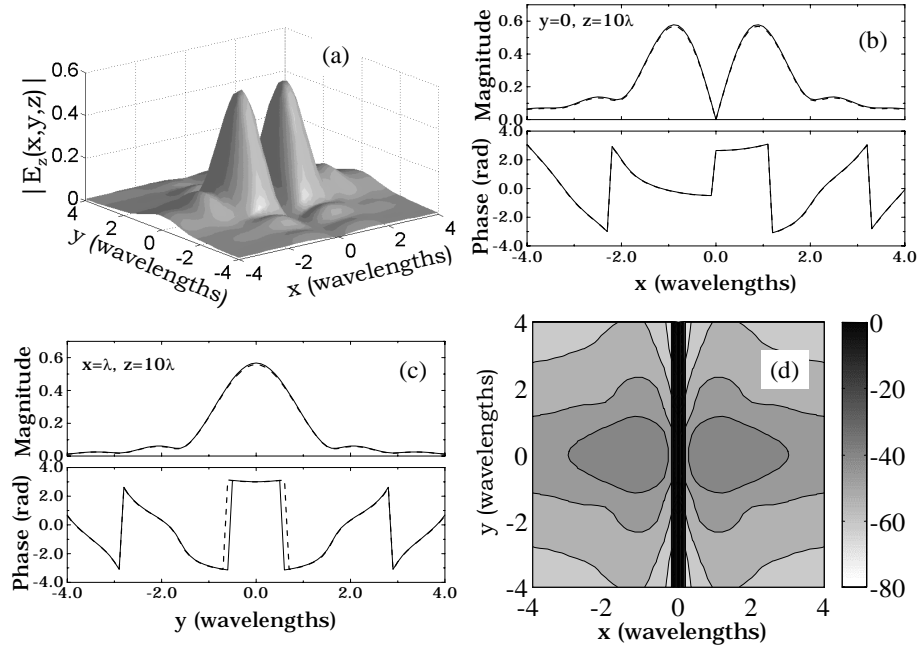 (a)
| E_z(x,y,z) |
0.6
0.4
0.2
0
4
2
0
-2
-4
y (wavelengths)
-4
-2
0
2
4
x (wavelengths)
y=0, z=10λ
(b)
Magnitude
0.6
0.4
0.2
0.0
Phase (rad)
4.0
2.0
0.0
-2.0
-4.0
-4.0 -2.0 0.0 2.0 4.0
x (wavelengths)
x=λ, z=10λ
(c)
Magnitude
0.6
0.4
0.2
0.0
Phase (rad)
4.0
2.0
0.0
-2.0
-4.0
-4.0 -2.0 0.0 2.0 4.0
y (wavelengths)
(d)
y (wavelengths)
4
2
0
-2
-4
-4 -2 0 2 4
x (wavelengths)
0
-20
-40
-60
-80